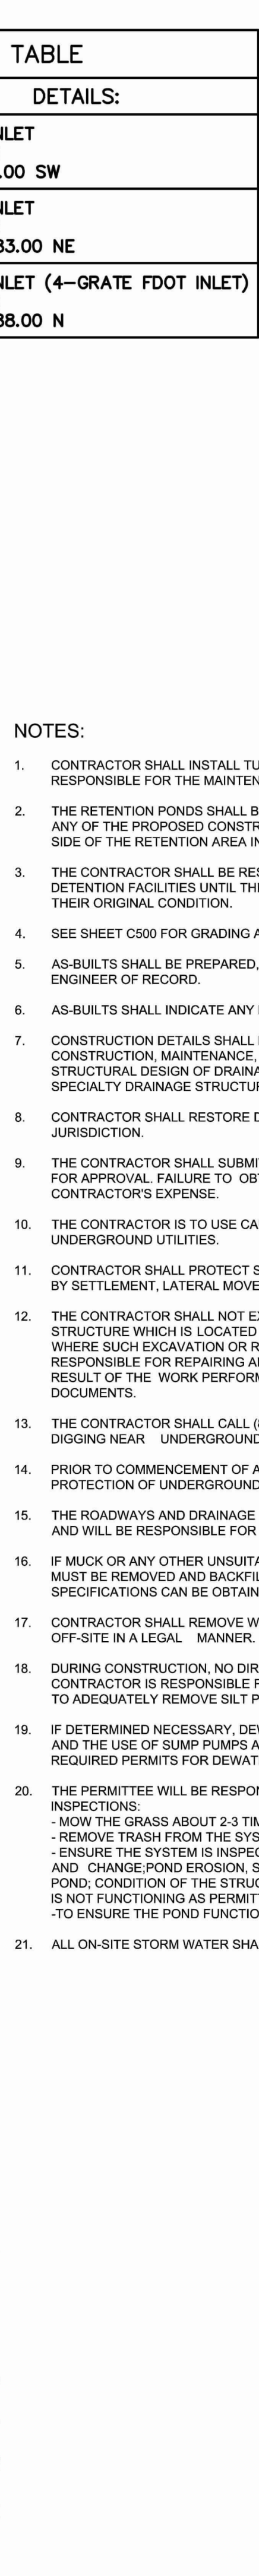 TABLE
DETAILS:
NLET
.00 SW
NLET
33.00 NE
NLET (4-GRATE FDOT INLET)
38.00 N
NOTES:
1. CONTRACTOR SHALL INSTALL TU
RESPONSIBLE FOR THE MAINTEN
2. THE RETENTION PONDS SHALL B
ANY OF THE PROPOSED CONSTR
SIDE OF THE RETENTION AREA IN
3. THE CONTRACTOR SHALL BE RES
DETENTION FACILITIES UNTIL TH
THEIR ORIGINAL CONDITION.
4. SEE SHEET C500 FOR GRADING A
5. AS-BUILTS SHALL BE PREPARED,
ENGINEER OF RECORD.
6. AS-BUILTS SHALL INDICATE ANY
7. CONSTRUCTION DETAILS SHALL
CONSTRUCTION, MAINTENANCE,
STRUCTURAL DESIGN OF DRAINA
SPECIALTY DRAINAGE STRUCTUR
8. CONTRACTOR SHALL RESTORE D
JURISDICTION.
9. THE CONTRACTOR SHALL SUBMI
FOR APPROVAL. FAILURE TO OBT
CONTRACTOR'S EXPENSE.
10. THE CONTRACTOR IS TO USE CA
UNDERGROUND UTILITIES.
11. CONTRACTOR SHALL PROTECT S
BY SETTLEMENT, LATERAL MOVE
12. THE CONTRACTOR SHALL NOT EX
STRUCTURE WHICH IS LOCATED
WHERE SUCH EXCAVATION OR R
RESPONSIBLE FOR REPAIRING A
RESULT OF THE WORK PERFORM
DOCUMENTS.
13. THE CONTRACTOR SHALL CALL (8
DIGGING NEAR UNDERGROUND
14. PRIOR TO COMMENCEMENT OF A
PROTECTION OF UNDERGROUND
15. THE ROADWAYS AND DRAINAGE
AND WILL BE RESPONSIBLE FOR
16. IF MUCK OR ANY OTHER UNSUITA
MUST BE REMOVED AND BACKFIL
SPECIFICATIONS CAN BE OBTAIN
17. CONTRACTOR SHALL REMOVE W
OFF-SITE IN A LEGAL MANNER.
18. DURING CONSTRUCTION, NO DIR
CONTRACTOR IS RESPONSIBLE F
TO ADEQUATELY REMOVE SILT P
19. IF DETERMINED NECESSARY, DEW
AND THE USE OF SUMP PUMPS A
REQUIRED PERMITS FOR DEWAT
20. THE PERMITTEE WILL BE RESPON
INSPECTIONS:
- MOW THE GRASS ABOUT 2-3 TIM
- REMOVE TRASH FROM THE SYS
- ENSURE THE SYSTEM IS INSPEC
AND CHANGE;POND EROSION, S
POND; CONDITION OF THE STRUC
IS NOT FUNCTIONING AS PERMIT
-TO ENSURE THE POND FUNCTIO
21. ALL ON-SITE STORM WATER SHA